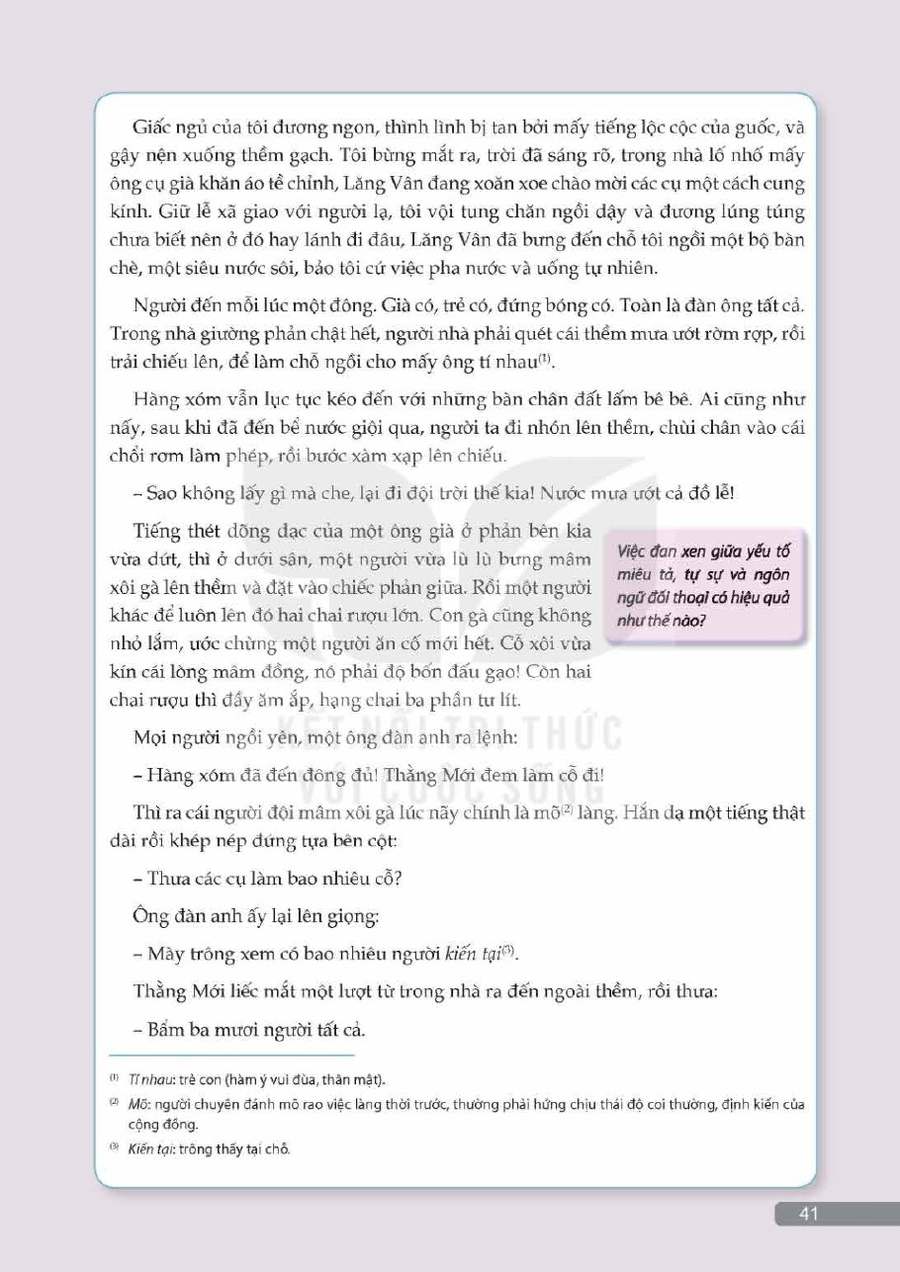 Giấc ngủ của tôi đương ngon, thình lình bị tan bởi mấy tiếng lộc cộc của guốc, và
gậy nện xuống thềm gạch. Tôi bừng mắt ra, trời đã sáng rõ, trong nhà lố nhố mấy
ông cụ già khăn áo tề chỉnh, Lăng Vân đang xoăn xoe chào mời các cụ một cách cung
kính. Giữ lễ xã giao với người lạ, tôi vội tung chăn ngồi dậy và đương lúng túng
chưa biết nên ở đó hay lánh đi đâu, Lăng Vân đã bưng đến chỗ tôi ngồi một bộ bàn
chè, một siêu nước sôi, bảo tôi cứ việc pha nước và uống tự nhiên.
Người đến mỗi lúc một đông. Già có, trẻ có, đứng bóng có. Toàn là đàn ông tất cả.
Trong nhà giường phản chật hết, người nhà phải quét cái thềm mưa ướt rờm rợp, rồi
trải chiếu lên, để làm chỗ ngồi cho mấy ông tí nhau(1).
Hàng xóm vẫn lục tục kéo đến với những bàn chân đất lấm bê bê. Ai cũng như
nấy, sau khi đã đến bể nước giội qua, người ta đi nhón lên thềm, chùi chân vào cái
chổi rơm làm phép, rồi bước xàm xạp lên chiếu.
– Sao không lấy gì mà che, lại đi đội trời thế kia! Nước mưa ướt cả đồ lễ!
Tiếng thét dõng dạc của một ông già ở phản bên kia
vừa dứt, thì ở dưới sân, một người vừa lù lù bưng mâm
xôi gà lên thềm và đặt vào chiếc phản giữa. Rồi một người
khác để luôn lên đó hai chai rượu lớn. Con gà cũng không
nhỏ lắm, ước chừng một người ăn cố mới hết. Cỗ xôi vừa
kín cái lòng mâm đồng, nó phải độ bốn đấu gạo! Còn hai
chai rượu thì đầy ăm ắp, hạng chai ba phần tư lít.
Việc đan xen giữa yếu tố
miêu tả, tự sự và ngôn
ngữ đối thoại có hiệu quả
như thế nào?
Mọi người ngồi yên, một ông đàn anh ra lệnh:
– Hàng xóm đã đến đông đủ! Thằng Mới đem làm cỗ đi!
Thì ra cái người đội mâm xôi gà lúc nãy chính là mõ(2) làng. Hắn dạ một tiếng thật
dài rồi khép nép đứng tựa bên cột:
– Thưa các cụ làm bao nhiêu cỗ?
Ông đàn anh ấy lại lên giọng:
– Mày trông xem có bao nhiêu người kiến tại(3).
Thằng Mới liếc mắt một lượt từ trong nhà ra đến ngoài thềm, rồi thưa:
– Bẩm ba mươi người tất cả.
KẾT NỐI TRI THỨC
VỚI CUỘC SỐNG
(1) Tí nhau: trẻ con (hàm ý vui đùa, thân mật).
(2) Mõ: người chuyên đánh mõ rao việc làng thời trước, thường phải hứng chịu thái độ coi thường, định kiến của
cộng đồng.
(3) Kiến tại: trông thấy tại chỗ.
41